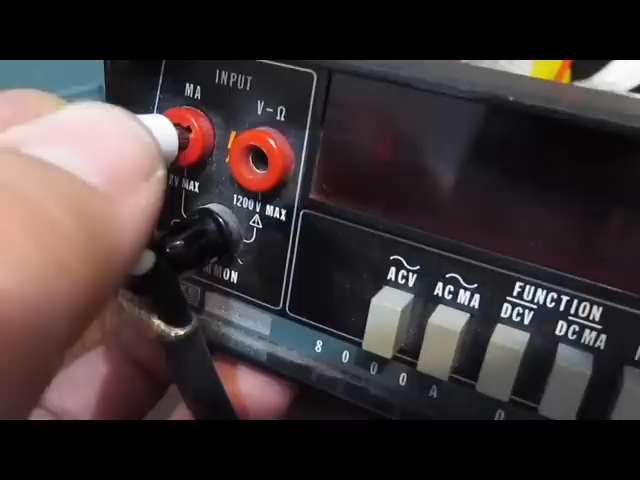 INPUT
MA
V-Ω
V MAX
1200V MAX
MON
FUNCTION
ACV
AC MA
DCV
DC MA
8000A